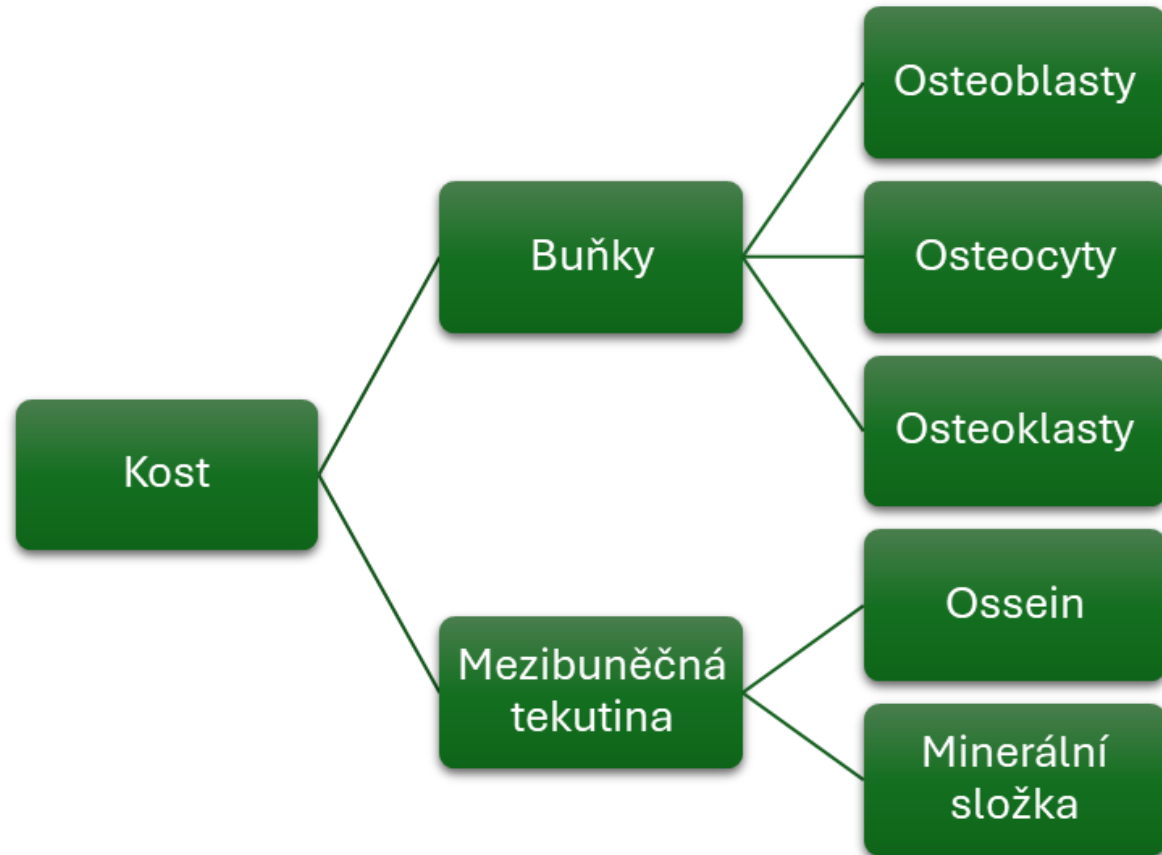 Kost
Buňky
Osteoblasty
Osteocyty
Osteoklasty
Mezibuněčná
tekutina
Ossein
Minerální
složka